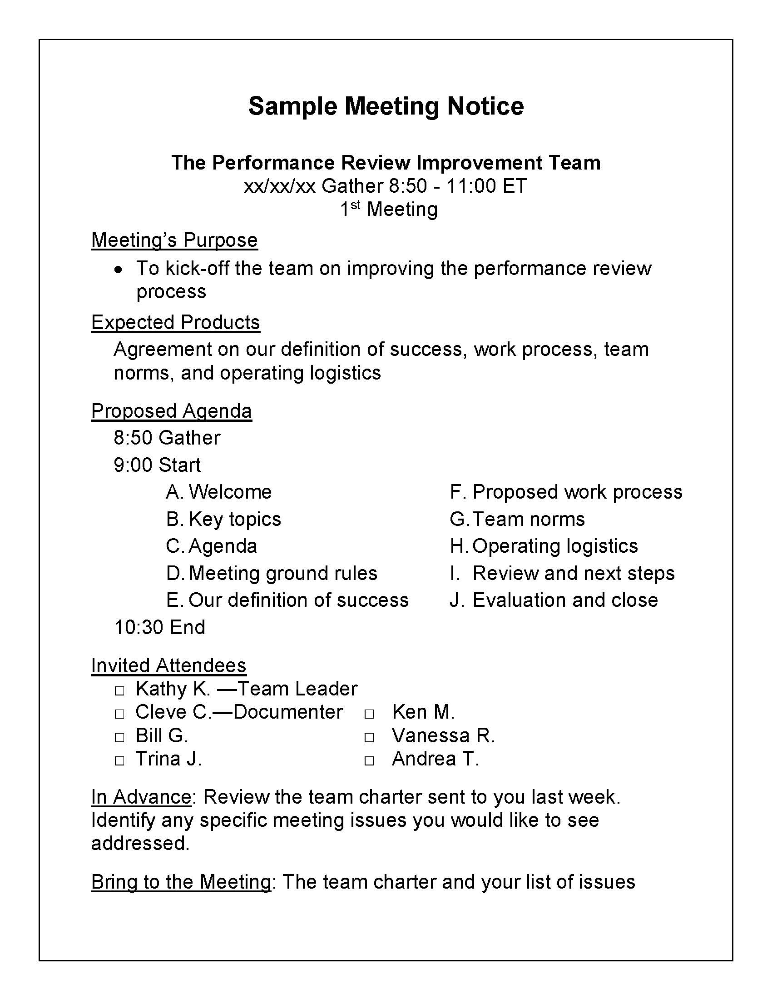 Sample Meeting Notice
The Performance Review Improvement Team
xx/xx/xx Gather 8:50 - 11:00 ET
1st Meeting
Meeting’s Purpose
• To kick-off the team on improving the performance review
process
Expected Products
Agreement on our definition of success, work process, team
norms, and operating logistics
Proposed Agenda
8:50 Gather
9:00 Start
A. Welcome
B. Key topics
C. Agenda
D. Meeting ground rules
E. Our definition of success
F. Proposed work process
G. Team norms
H. Operating logistics
I. Review and next steps
J. Evaluation and close
10:30 End
Invited Attendees
□ Kathy K. —Team Leader
□ Cleve C.—Documenter
□ Bill G.
□ Trina J.
□ Ken M.
□ Vanessa R.
□ Andrea T.
In Advance: Review the team charter sent to you last week.
Identify any specific meeting issues you would like to see
addressed.
Bring to the Meeting: The team charter and your list of issues